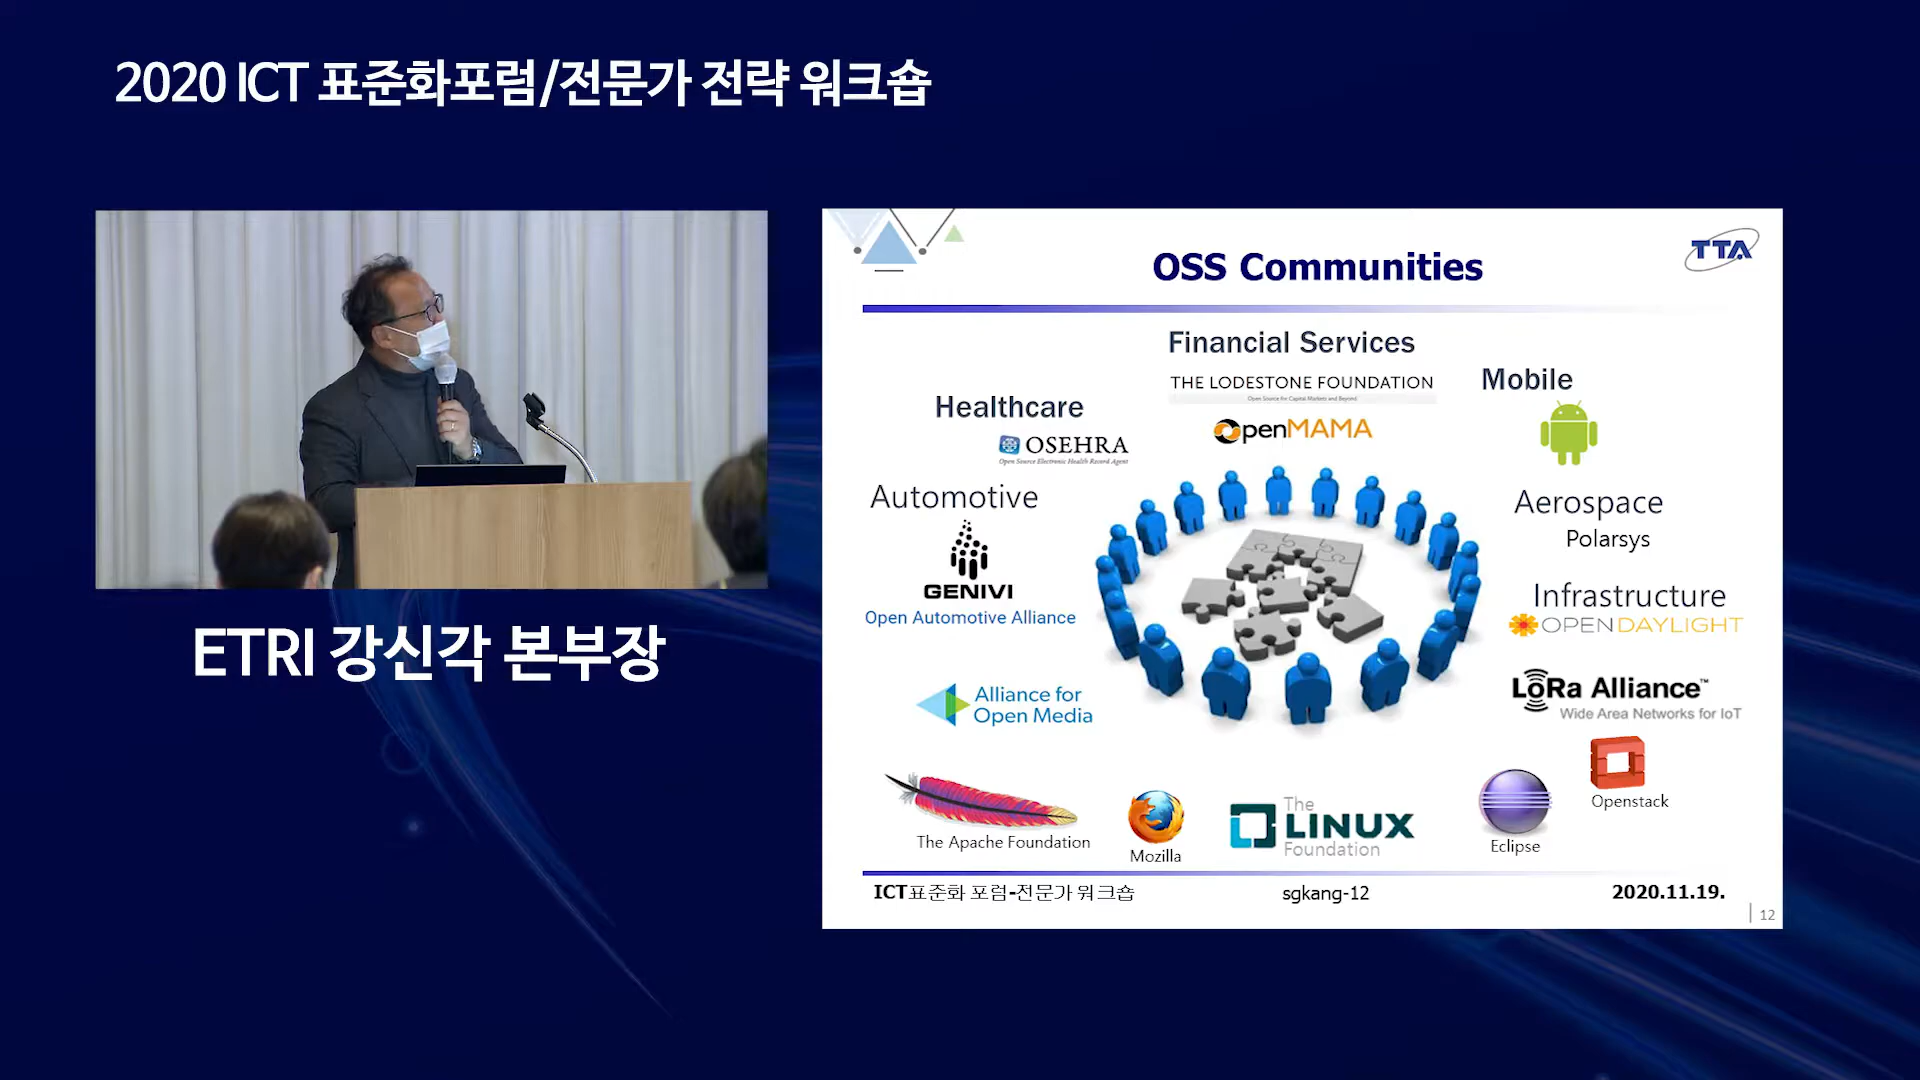 2020 ICT 표준화포럼/전문가 전략 워크숍
ETRI 강신각 본부장
TTA
OSS Communities
Financial Services
THE LODESTONE FOUNDATION
Open Source for Capital Markets and Beyond
OpenMAMA
Mobile
Healthcare
OSEHRA
Open Source Electronic Health Record Agent
Automotive
GENIVI
Open Automotive Alliance
Aerospace
Polarsys
Infrastructure
OPENDAYLIGHT
Alliance for
Open Media
LoRa Alliance™
Wide Area Networks for IoT
Openstack
The Apache Foundation
Mozilla
The
LINUX
Foundation
Eclipse
ICT표준화 포럼-전문가 워크숍
sgkang-12
2020.11.19.
12